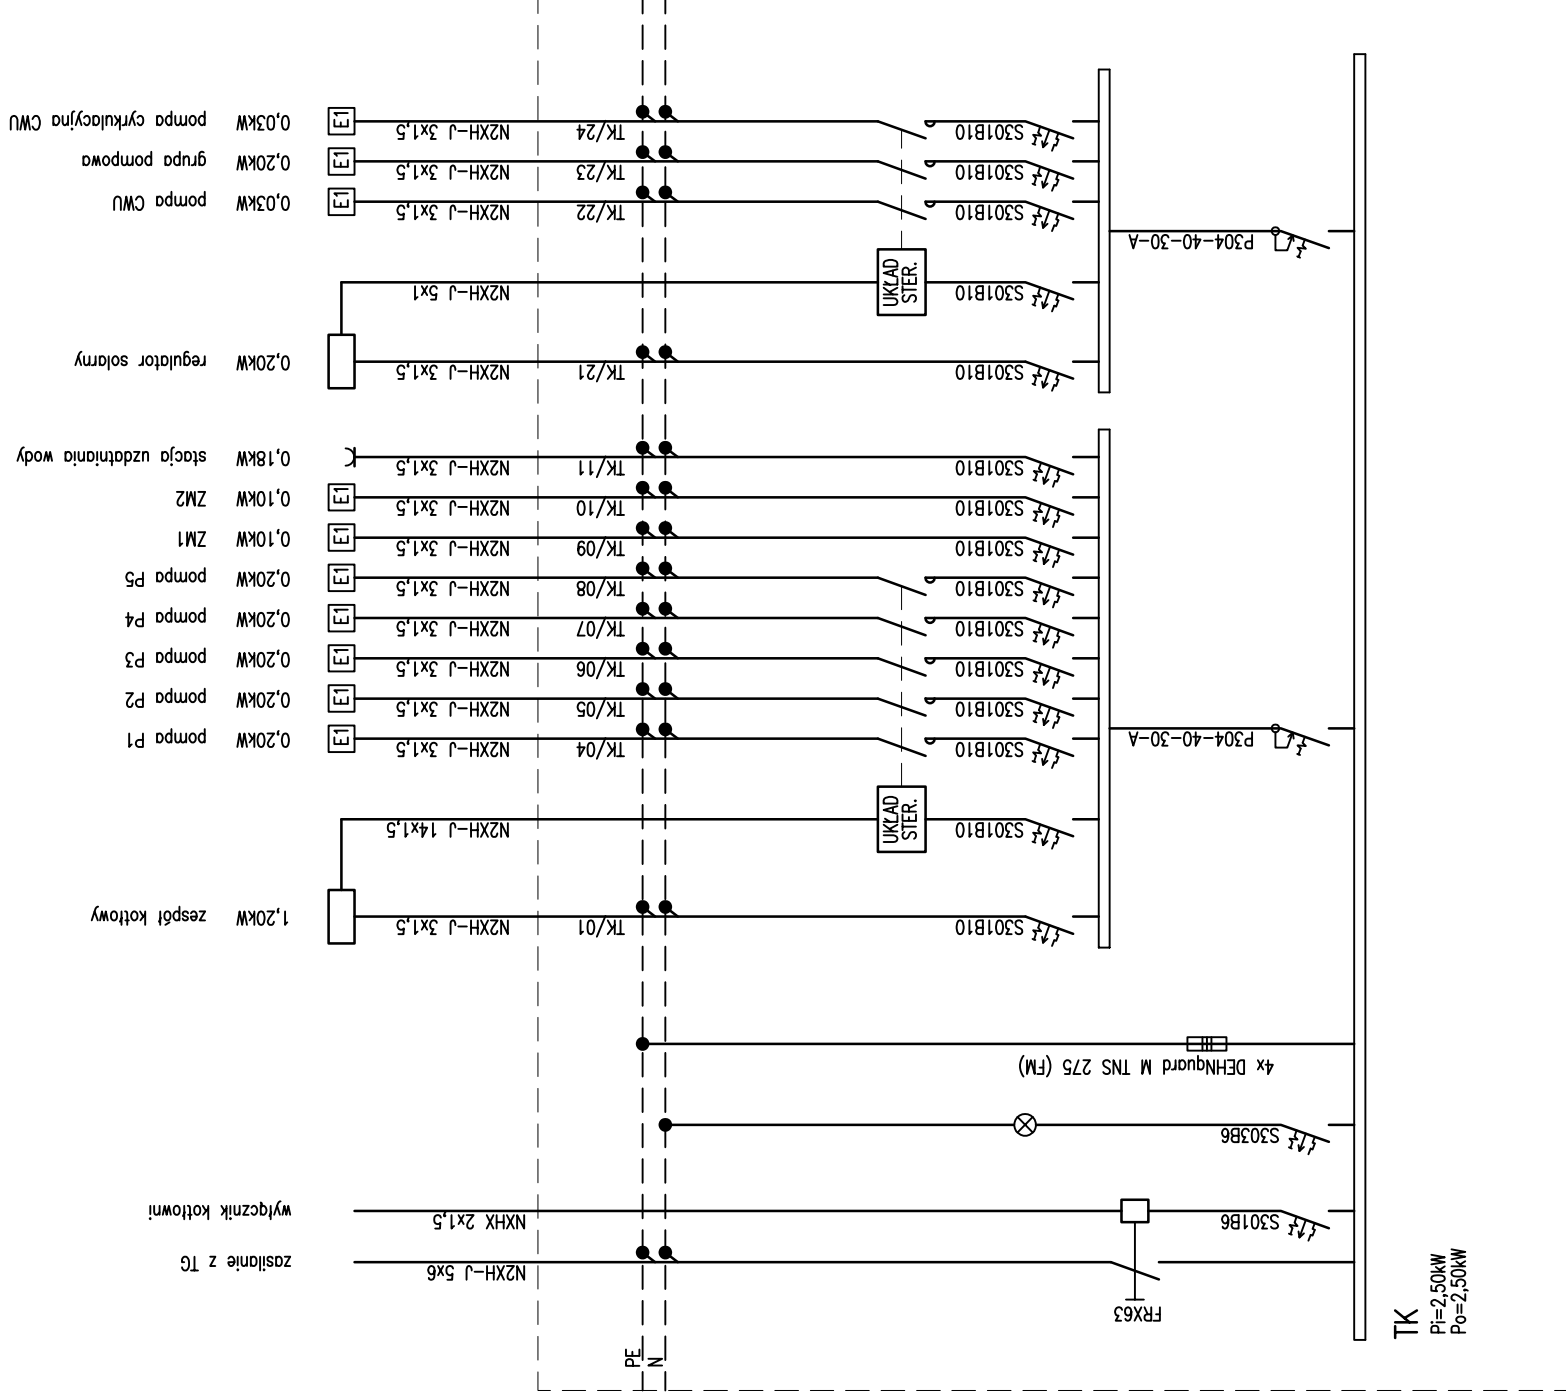 pompa cyrkulacyjna CWU 0,03kW E1 N2XH-J 3x1,5 TK/24 S301B10
grupa pompowa 0,20kW E1 N2XH-J 3x1,5 TK/23 S301B10
pompa CWU 0,03kW E1 N2XH-J 3x1,5 TK/22 S301B10
P304-40-30-A
UKŁAD
STER.
N2XH-J 5x1 S301B10
regulator solarny 0,20kW N2XH-J 3x1,5 TK/21 S301B10
stacja uzdatniania wody 0,18kW N2XH-J 3x1,5 TK/11 S301B10
ZM2 0,10kW E1 N2XH-J 3x1,5 TK/10 S301B10
ZM1 0,10kW E1 N2XH-J 3x1,5 TK/09 S301B10
pompa P5 0,20kW E1 N2XH-J 3x1,5 TK/08 S301B10
pompa P4 0,20kW E1 N2XH-J 3x1,5 TK/07 S301B10
pompa P3 0,20kW E1 N2XH-J 3x1,5 TK/06 S301B10
pompa P2 0,20kW E1 N2XH-J 3x1,5 TK/05 S301B10
pompa P1 0,20kW E1 N2XH-J 3x1,5 TK/04 S301B10
P304-40-30-A
UKŁAD
STER.
N2XH-J 14x1,5 S301B10
zespół kotłowy 1,20kW N2XH-J 3x1,5 TK/01 S301B10
4x DEHNguard M TNS 275 (FM)
S303B6
wyłącznik kotłowni NXHX 2x1,5 S301B6
zasilanie z TG N2XH-J 5x6
FRX63
PE
N
TK
Pi=2,50kW
Po=2,50kW